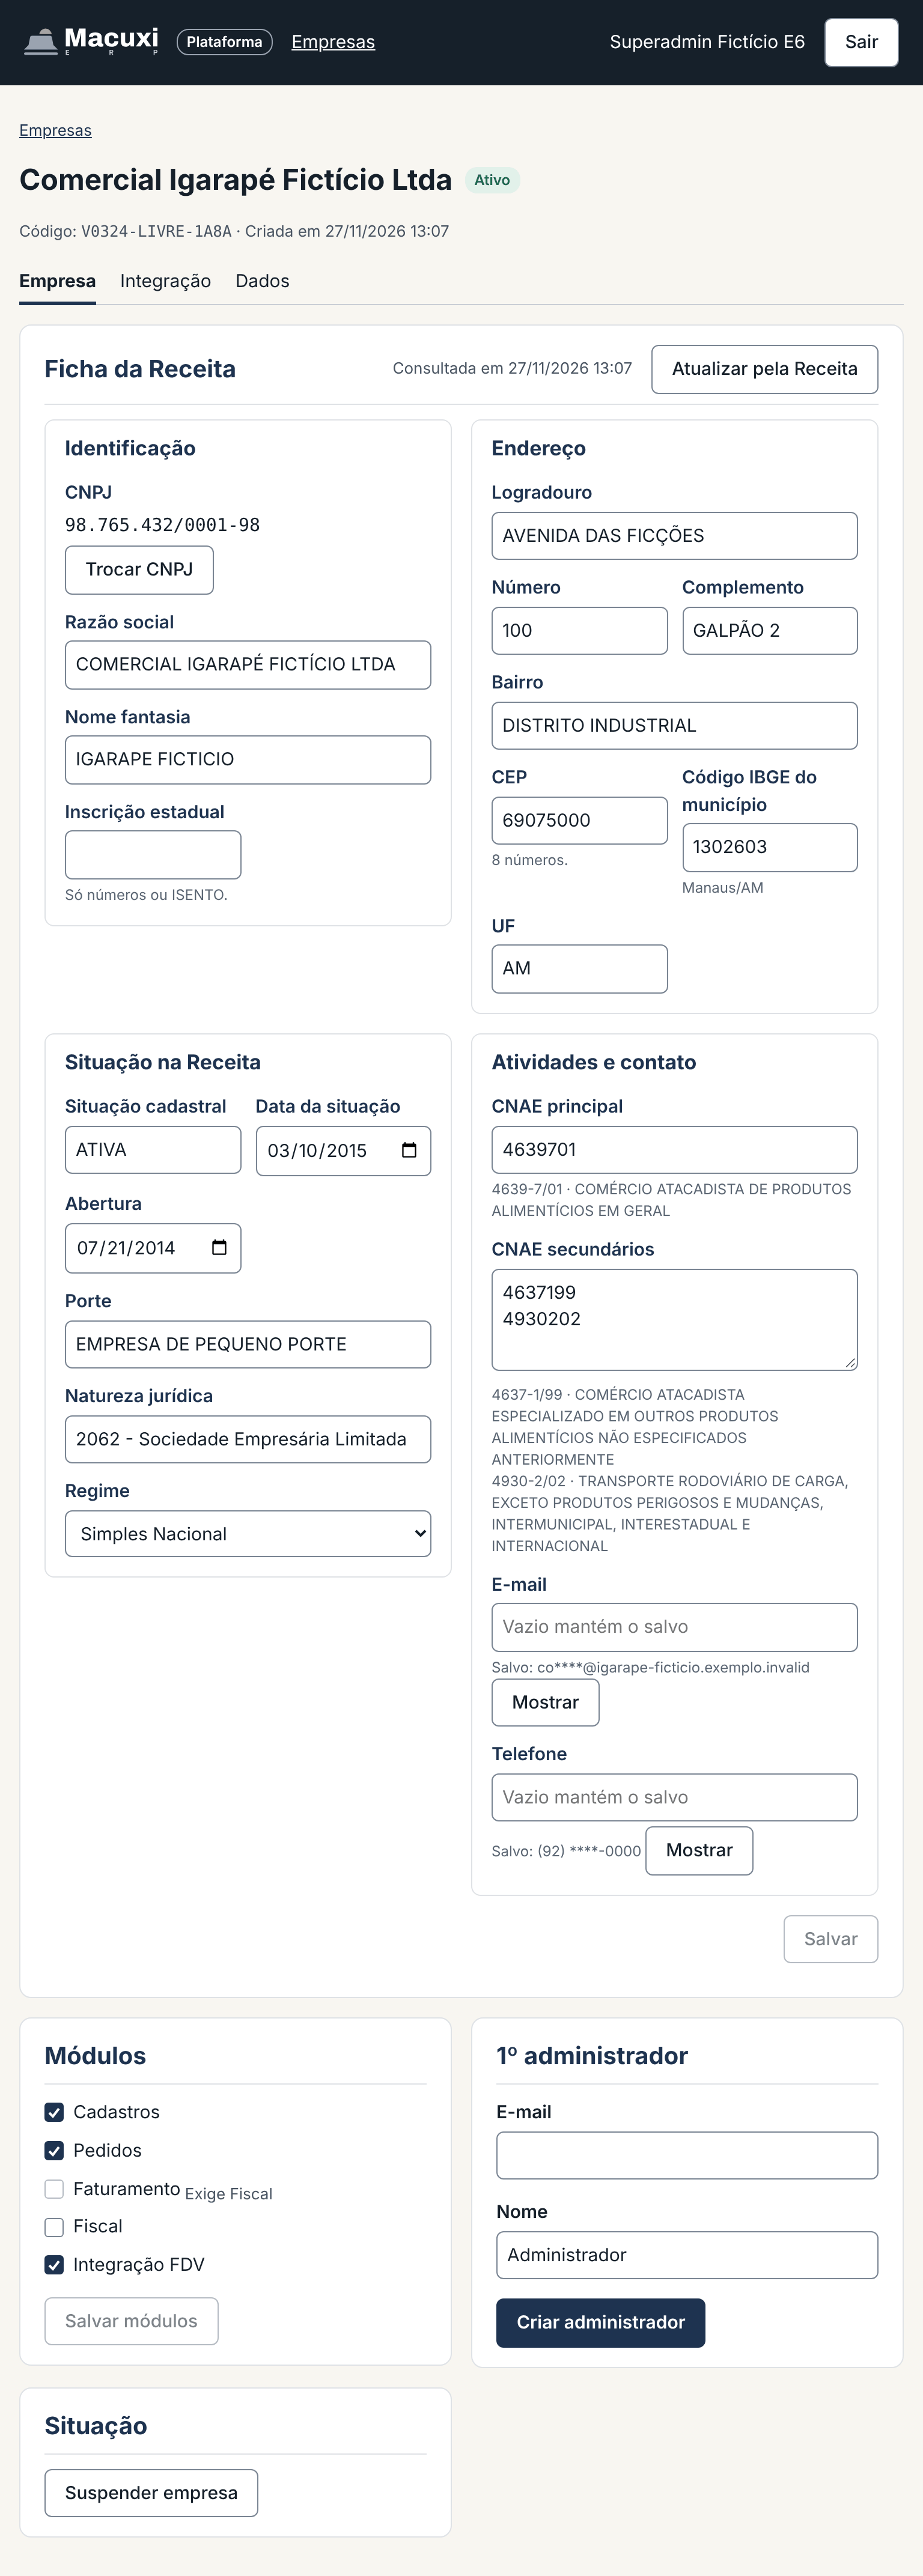 Macuxi
E R P
Plataforma
Empresas
Superadmin Fictício E6
Sair
Empresas
Comercial Igarapé Fictício Ltda
Ativo
Código: V0324-LIVRE-1A8A · Criada em 27/11/2026 13:07
Empresa
Integração
Dados
Ficha da Receita
Consultada em 27/11/2026 13:07
Atualizar pela Receita
Identificação
CNPJ
98.765.432/0001-98
Trocar CNPJ
Razão social
COMERCIAL IGARAPÉ FICTÍCIO LTDA
Nome fantasia
IGARAPE FICTICIO
Inscrição estadual
Só números ou ISENTO.
Endereço
Logradouro
AVENIDA DAS FICÇÕES
Número
100
Complemento
GALPÃO 2
Bairro
DISTRITO INDUSTRIAL
CEP
69075000
8 números.
Código IBGE do
município
1302603
Manaus/AM
UF
AM
Situação na Receita
Situação cadastral
ATIVA
Data da situação
03/10/2015
Abertura
07/21/2014
Porte
EMPRESA DE PEQUENO PORTE
Natureza jurídica
2062 - Sociedade Empresária Limitada
Regime
Simples Nacional
Atividades e contato
CNAE principal
4639701
4639-7/01 · COMÉRCIO ATACADISTA DE PRODUTOS
ALIMENTÍCIOS EM GERAL
CNAE secundários
4637199
4930202
4637-1/99 · COMÉRCIO ATACADISTA
ESPECIALIZADO EM OUTROS PRODUTOS
ALIMENTÍCIOS NÃO ESPECIFICADOS
ANTERIORMENTE
4930-2/02 · TRANSPORTE RODOVIÁRIO DE CARGA,
EXCETO PRODUTOS PERIGOSOS E MUDANÇAS,
INTERMUNICIPAL, INTERESTADUAL E
INTERNACIONAL
E-mail
Vazio mantém o salvo
Salvo: co****@igarape-ficticio.exemplo.invalid
Mostrar
Telefone
Vazio mantém o salvo
Salvo: (92) ****-0000
Mostrar
Salvar
Módulos
Cadastros
Pedidos
Faturamento Exige Fiscal
Fiscal
Integração FDV
Salvar módulos
1º administrador
E-mail
Nome
Administrador
Criar administrador
Situação
Suspender empresa